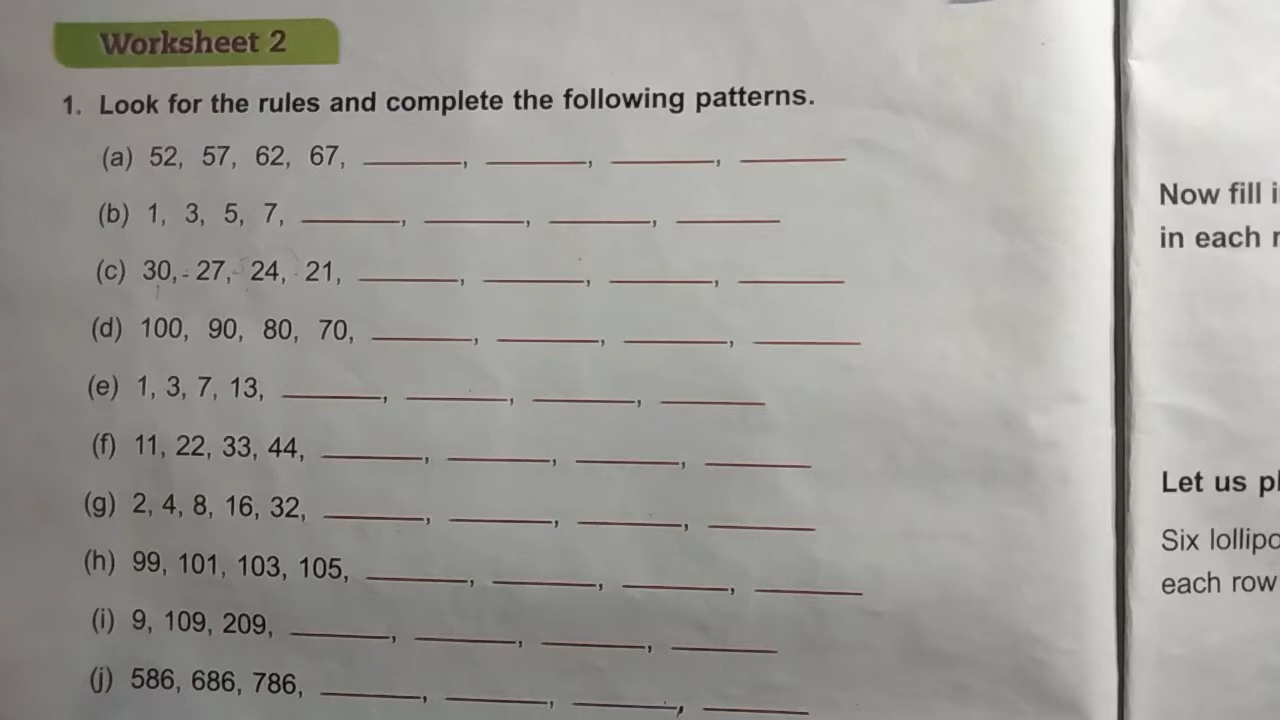 Worksheet 2
1. Look for the rules and complete the following patterns.
(a) 52, 57, 62, 67, ______, ______, ______, ______
(b) 1, 3, 5, 7, ______, ______, ______, ______
(c) 30, 27, 24, 21, ______, ______, ______, ______
(d) 100, 90, 80, 70, ______, ______, ______, ______
(e) 1, 3, 7, 13, ______, ______, ______, ______
(f) 11, 22, 33, 44, ______, ______, ______, ______
(g) 2, 4, 8, 16, 32, ______, ______, ______, ______
(h) 99, 101, 103, 105, ______, ______, ______, ______
(i) 9, 109, 209, ______, ______, ______, ______
(j) 586, 686, 786, ______, ______, ______, ______
Now fill
in each
Let us
Six
each row